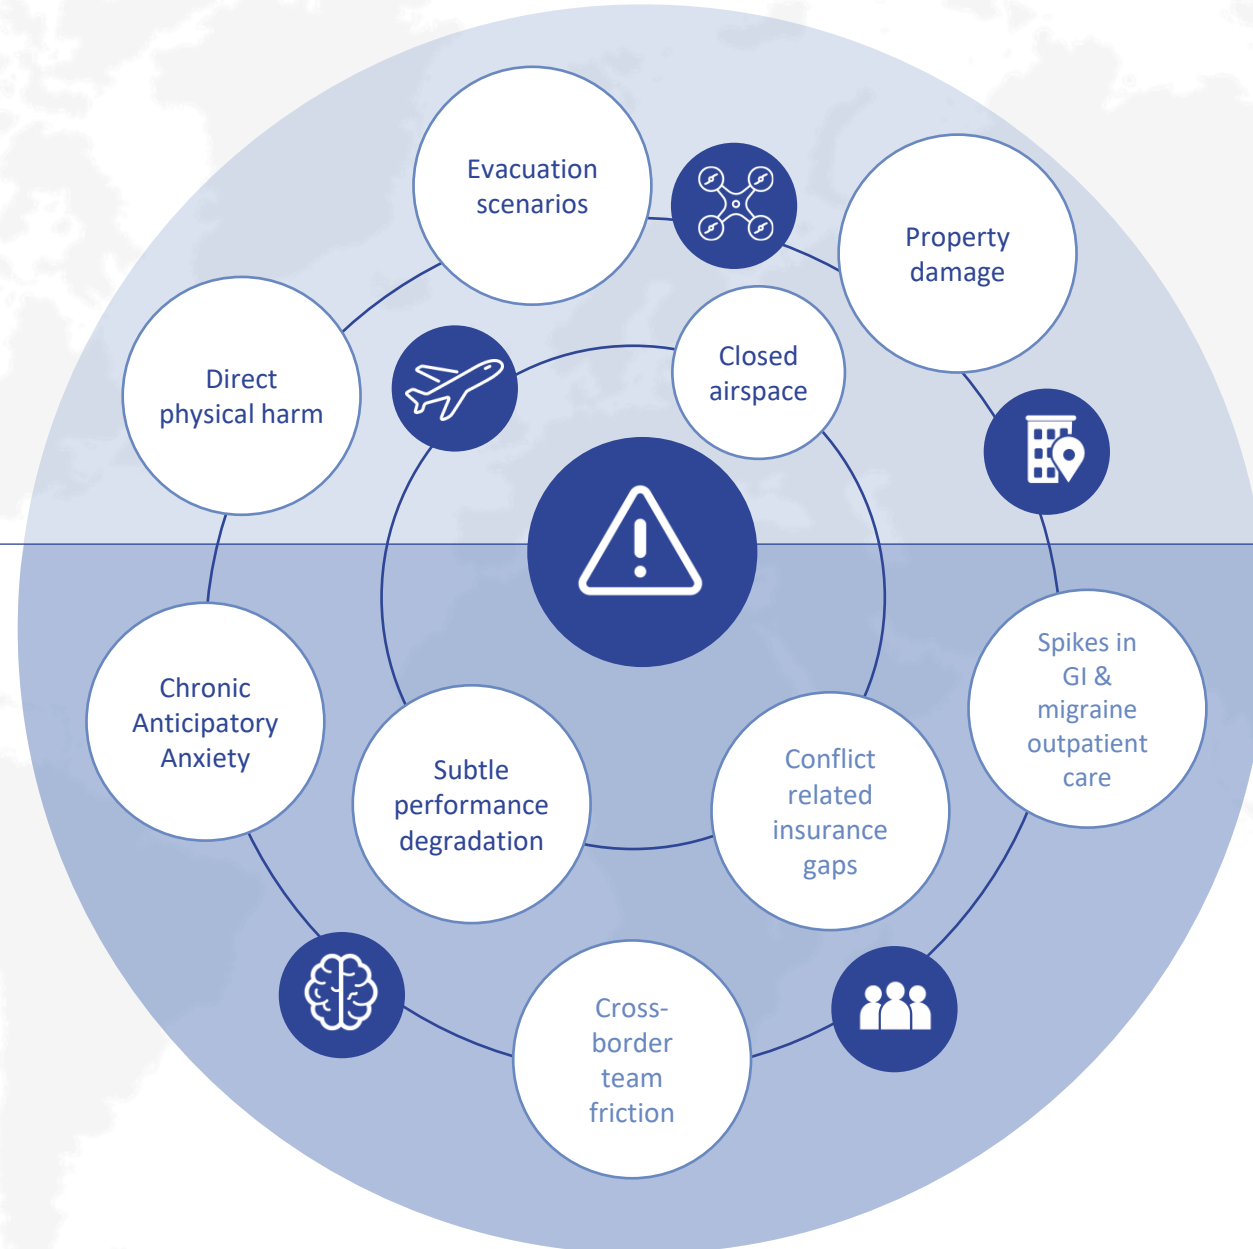 Evacuation
scenarios
Property
damage
Closed
airspace
Direct
physical harm
Chronic
Anticipatory
Anxiety
Subtle
performance
degradation
Conflict
related
insurance
gaps
Spikes in
GI &
migraine
outpatient
care
Cross-
border
team
friction